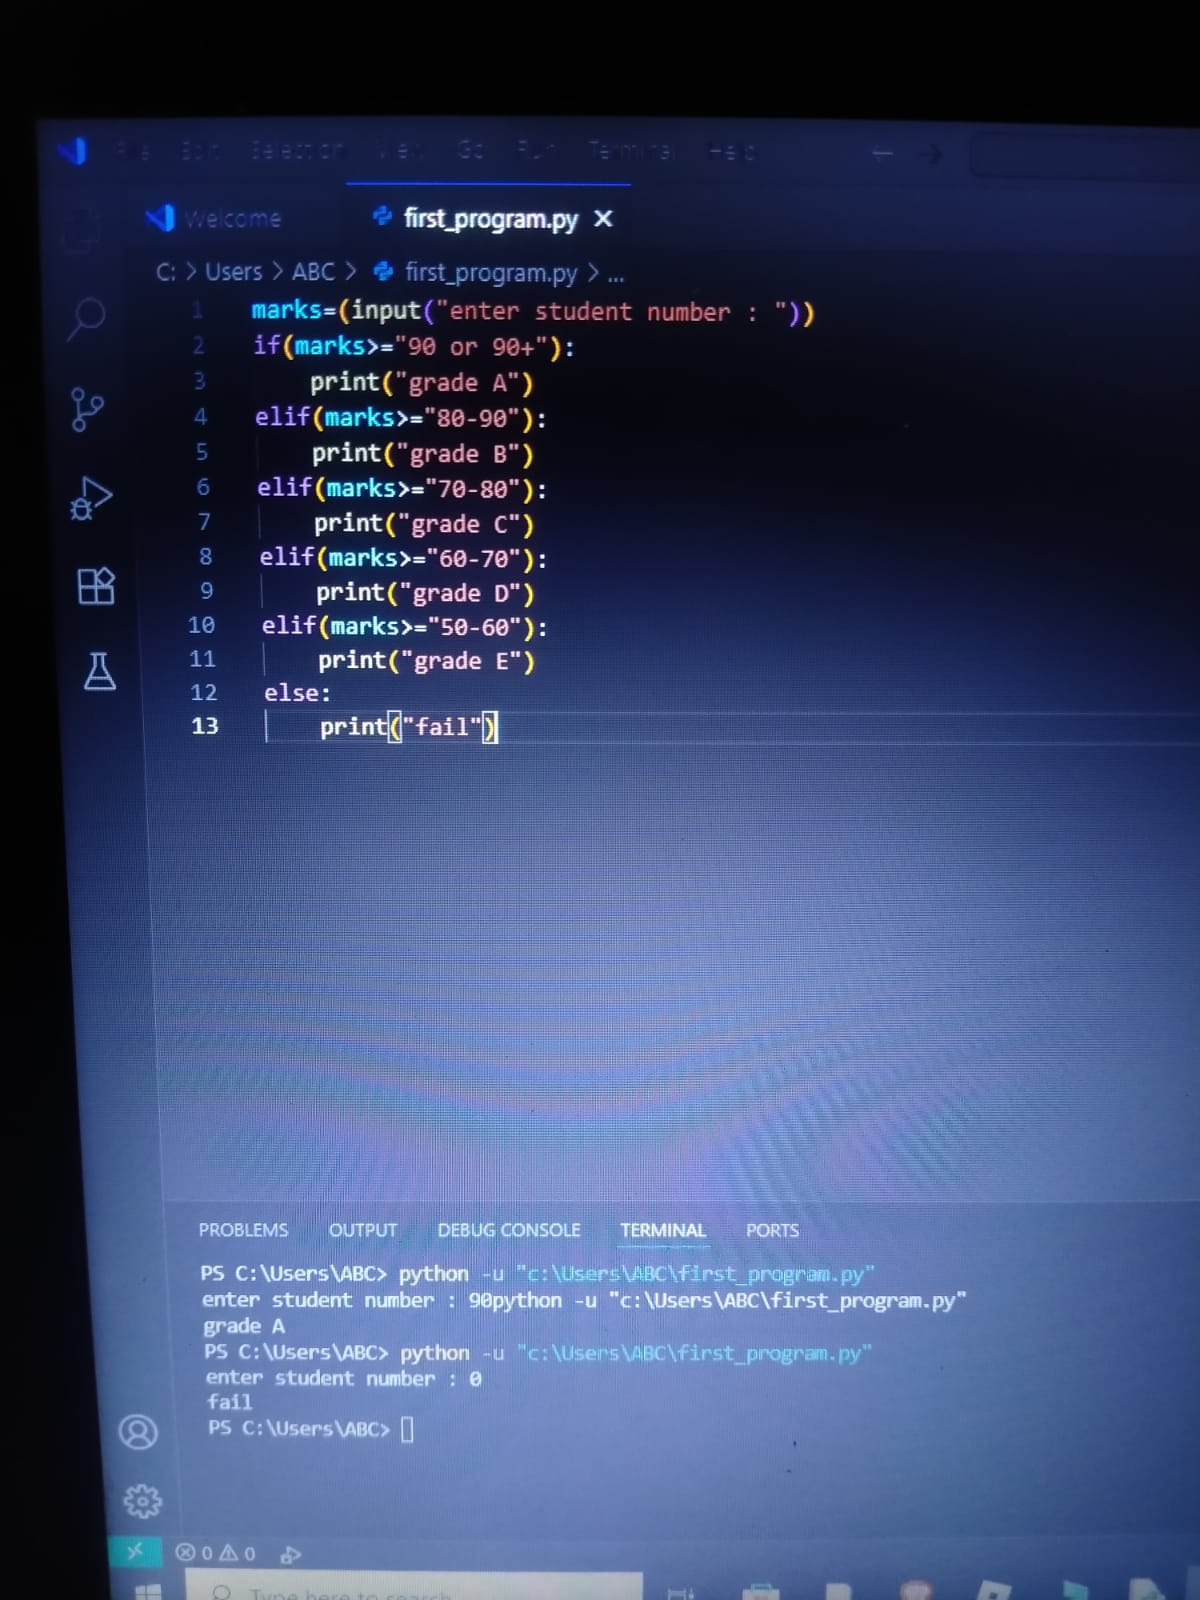 File Edit Selection View Go Run Terminal Help
Welcome first_program.py ×
C: > Users > ABC > first_program.py > ...
1 marks=(input("enter student number : "))
2 if(marks>="90 or 90+"):
3 print("grade A")
4 elif(marks>="80-90"):
5 print("grade B")
6 elif(marks>="70-80"):
7 print("grade C")
8 elif(marks>="60-70"):
9 print("grade D")
10 elif(marks>="50-60"):
11 print("grade E")
12 else:
13 print("fail")
PROBLEMS OUTPUT DEBUG CONSOLE TERMINAL PORTS
PS C:\Users\ABC> python -u "c:\Users\ABC\first_program.py"
enter student number : 90python -u "c:\Users\ABC\first_program.py"
grade A
PS C:\Users\ABC> python -u "c:\Users\ABC\first_program.py"
enter student number : 0
fail
PS C:\Users\ABC>
0 0
Type here to search